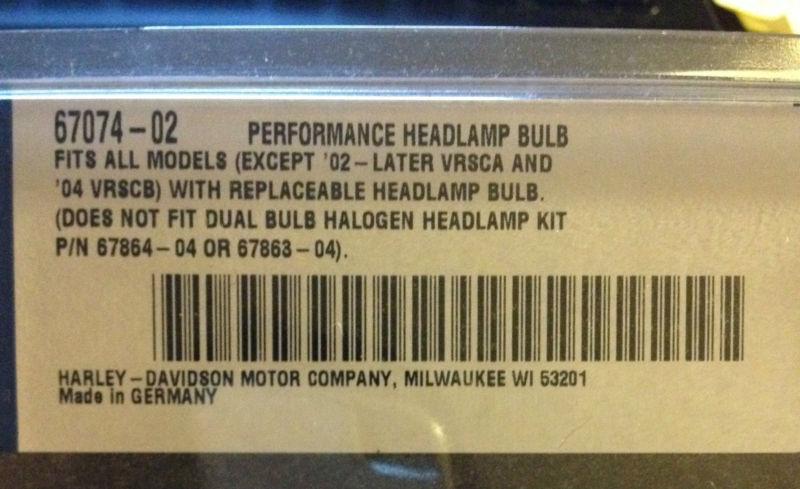 67074-02 PERFORMANCE HEADLAMP BULB
FITS ALL MODELS (EXCEPT '02-LATER VRSCA AND
'04 VRSCB) WITH REPLACEABLE HEADLAMP BULB.
(DOES NOT FIT DUAL BULB HALOGEN HEADLAMP KIT
P/N 67864-04 OR 67863-04).
HARLEY-DAVIDSON MOTOR COMPANY, MILWAUKEE WI 53201
Made in GERMANY